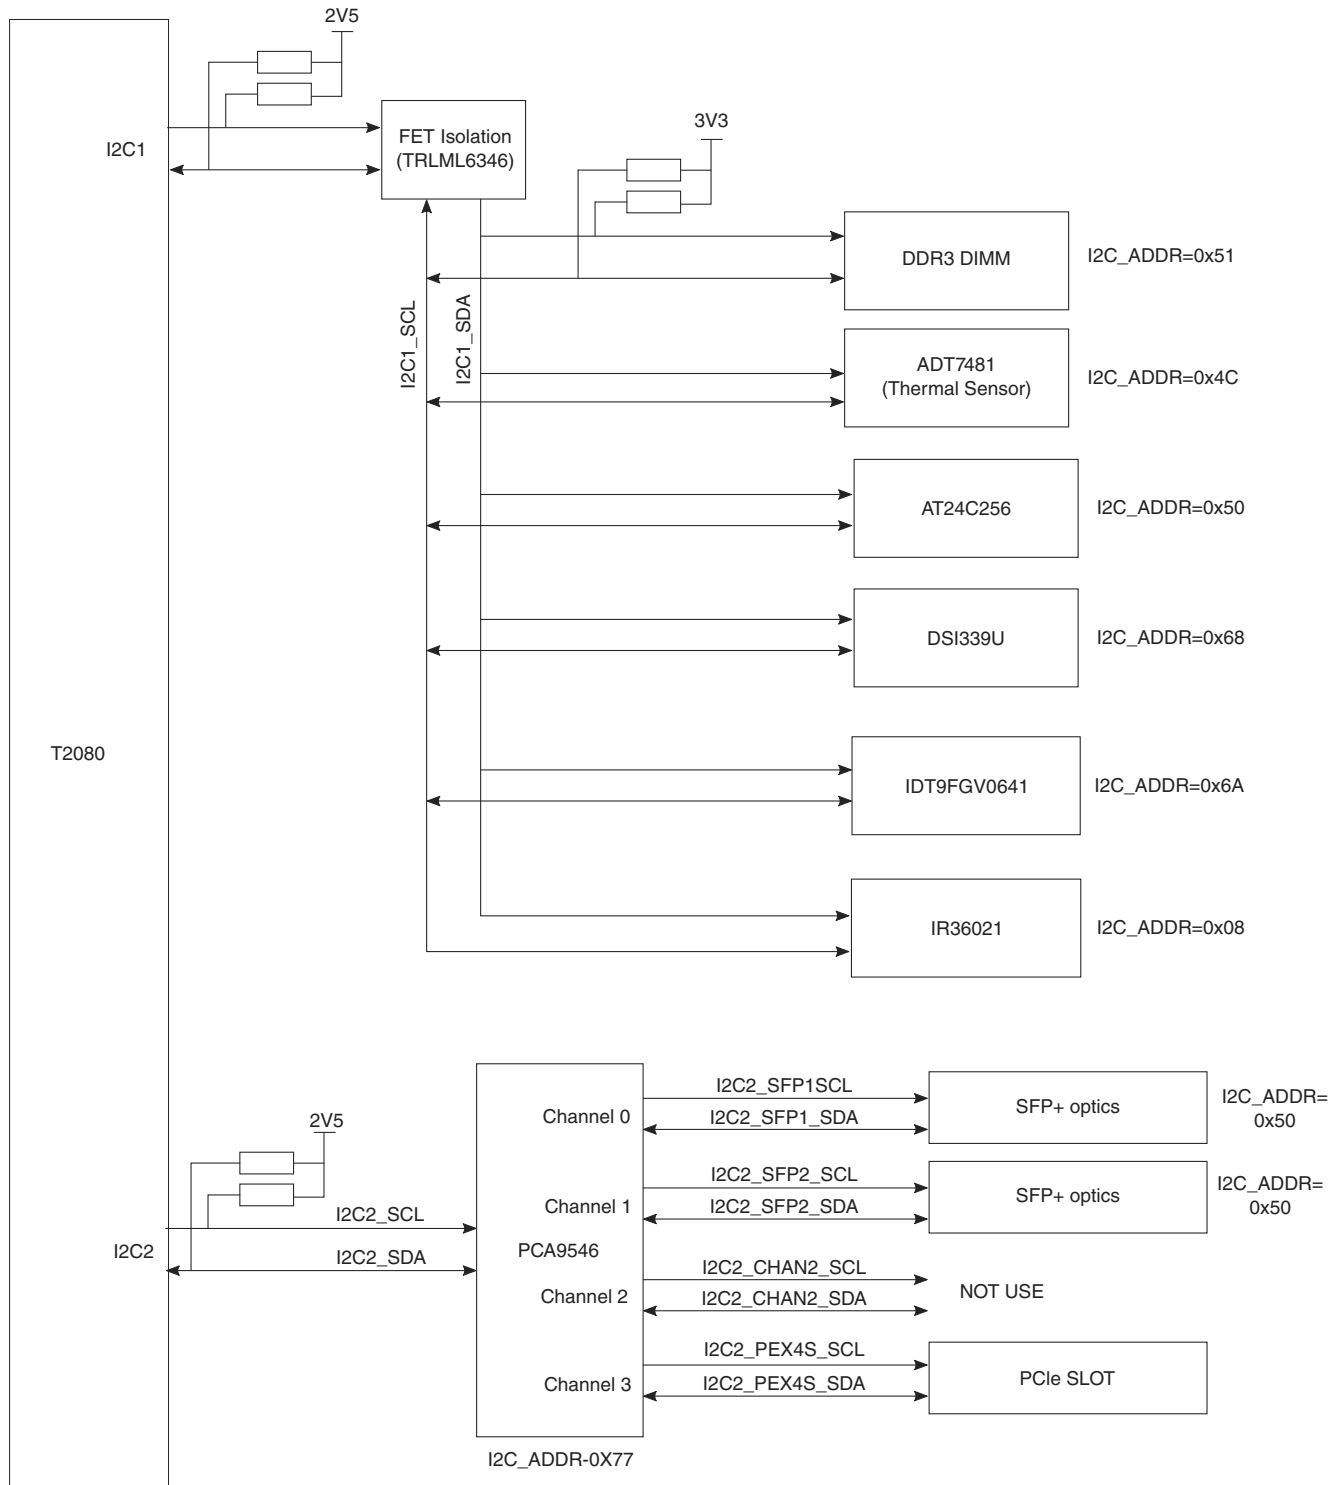 2V5
I2C1
FET Isolation
(TRLML6346)
3V3
DDR3 DIMM
I2C_ADDR=0x51
I2C1_SCL
I2C1_SDA
ADT7481
(Thermal Sensor)
I2C_ADDR=0x4C
AT24C256
I2C_ADDR=0x50
DSI339U
I2C_ADDR=0x68
T2080
IDT9FGV0641
I2C_ADDR=0x6A
IR36021
I2C_ADDR=0x08
2V5
I2C2
I2C2_SCL
I2C2_SDA
PCA9546
Channel 0
I2C2_SFP1SCL
I2C2_SFP1_SDA
SFP+ optics
I2C_ADDR=
0x50
Channel 1
I2C2_SFP2_SCL
I2C2_SFP2_SDA
SFP+ optics
I2C_ADDR=
0x50
Channel 2
I2C2_CHAN2_SCL
I2C2_CHAN2_SDA
NOT USE
Channel 3
I2C2_PEX4S_SCL
I2C2_PEX4S_SDA
PCIe SLOT
I2C_ADDR-0X77